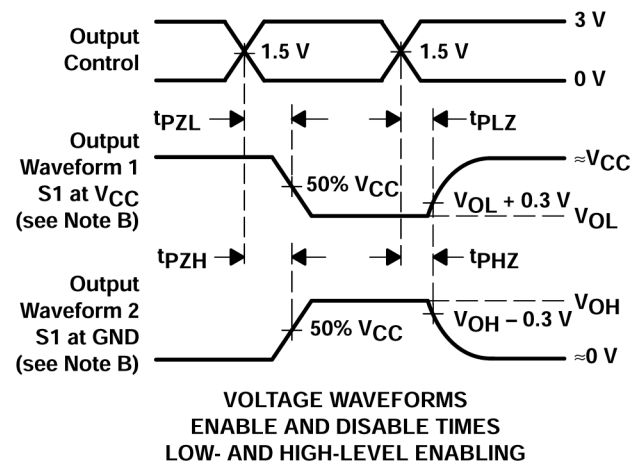 Output
Control
1.5 V
1.5 V
3 V
0 V
tPZL
tPLZ
Output
Waveform 1
S1 at VCC
(see Note B)
50% VCC
≈VCC
VOL + 0.3 V
VOL
tPZH
tPHZ
Output
Waveform 2
S1 at GND
(see Note B)
50% VCC
VOH
VOH – 0.3 V
≈0 V
VOLTAGE WAVEFORMS
ENABLE AND DISABLE TIMES
LOW- AND HIGH-LEVEL ENABLING